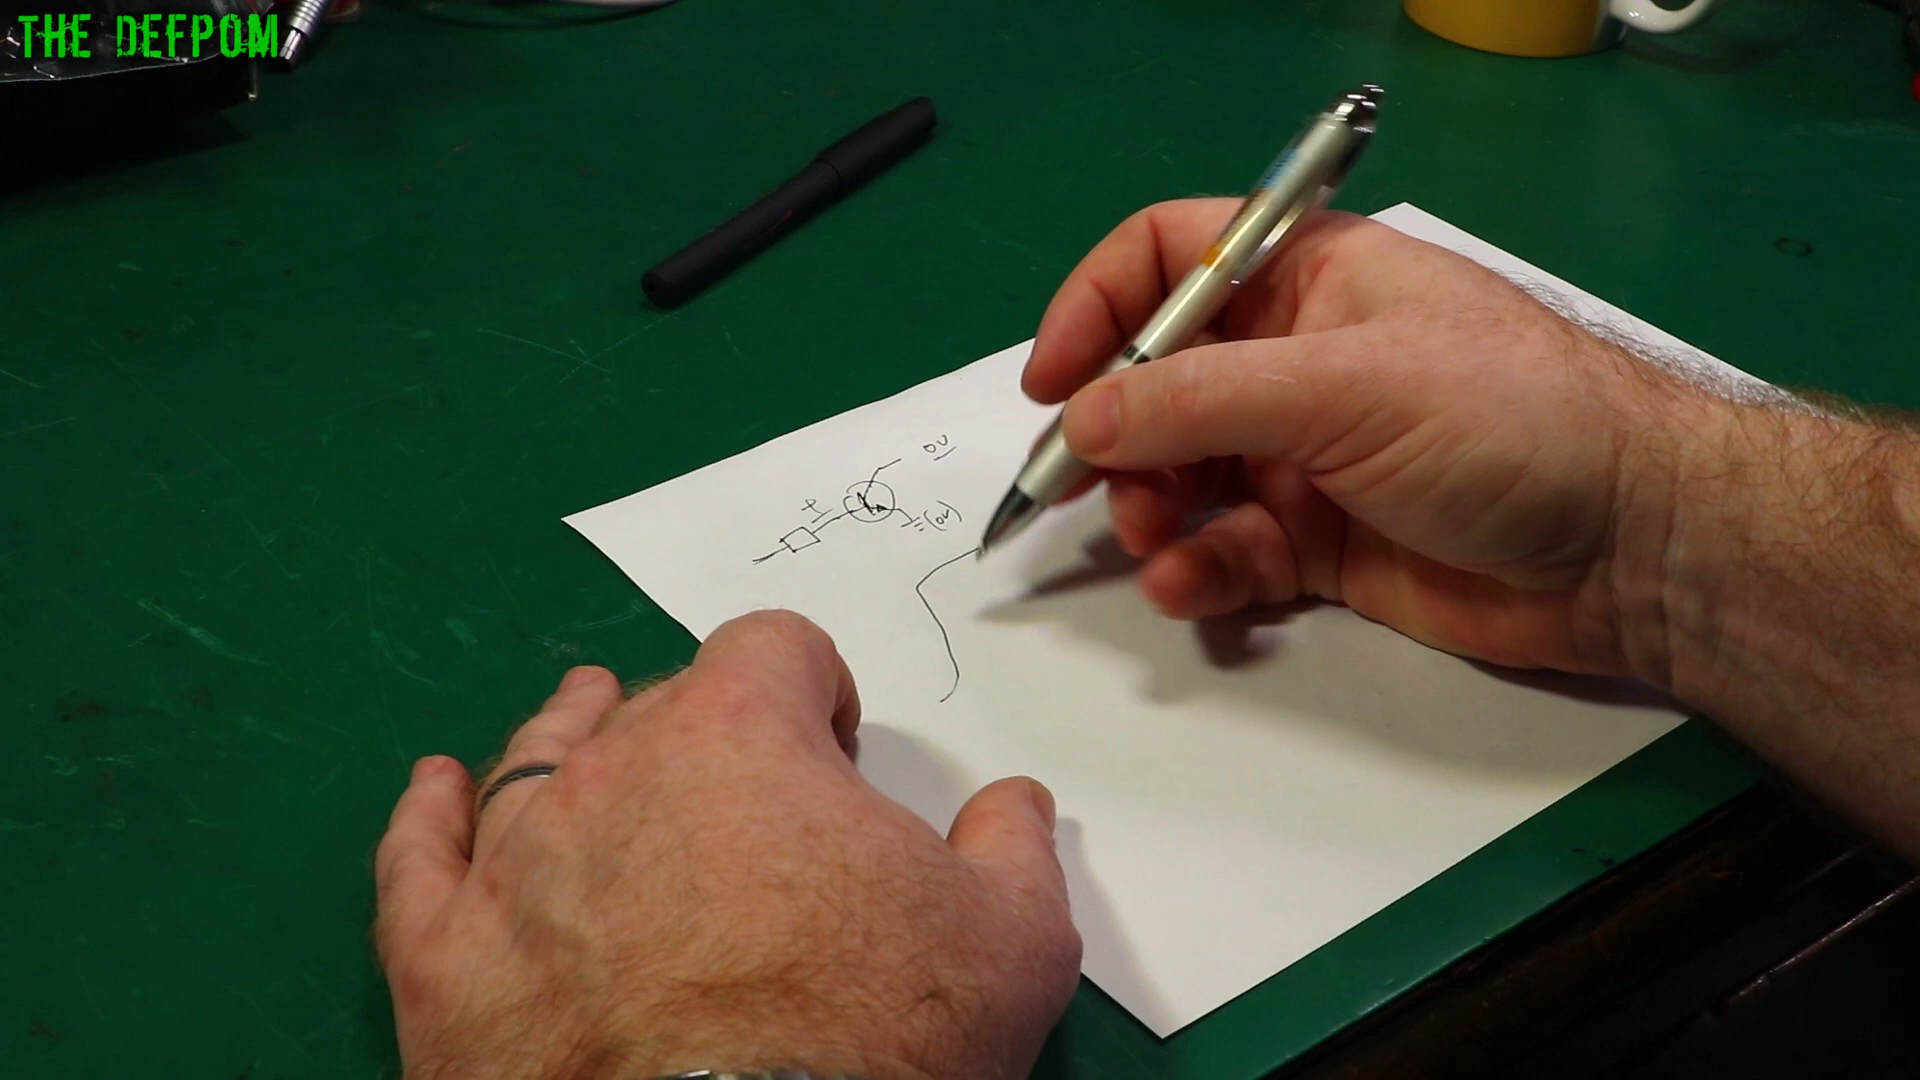 THE DEFPOM
0V
+
(0V)